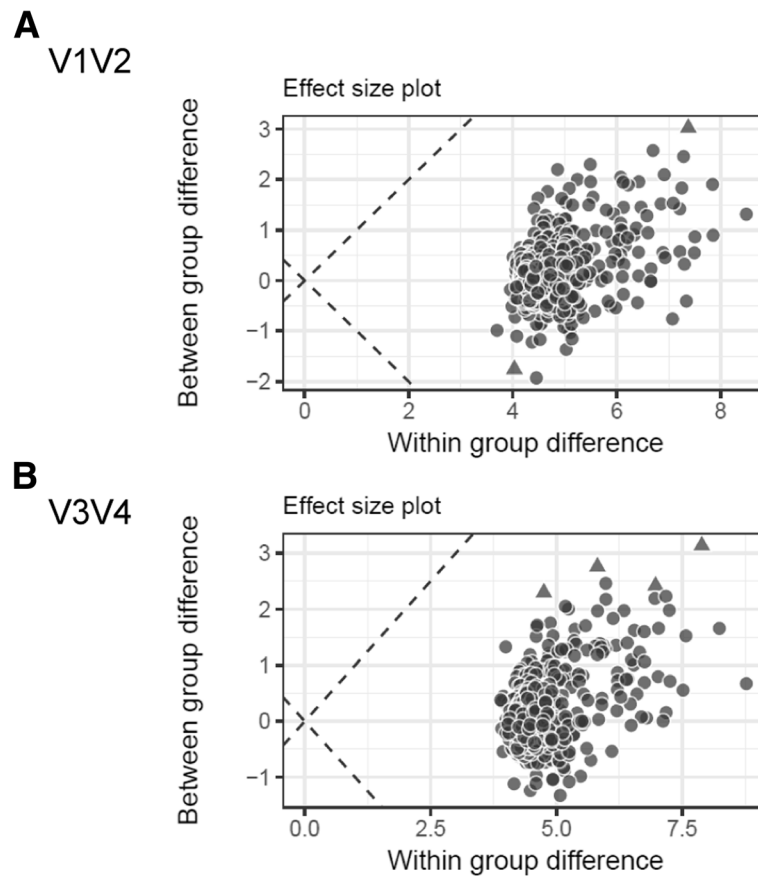 A
V1V2
Effect size plot
Between group difference
3
2
1
0
−1
−2
0 2 4 6 8
Within group difference
B
V3V4
Effect size plot
Between group difference
3
2
1
0
−1
0.0 2.5 5.0 7.5
Within group difference